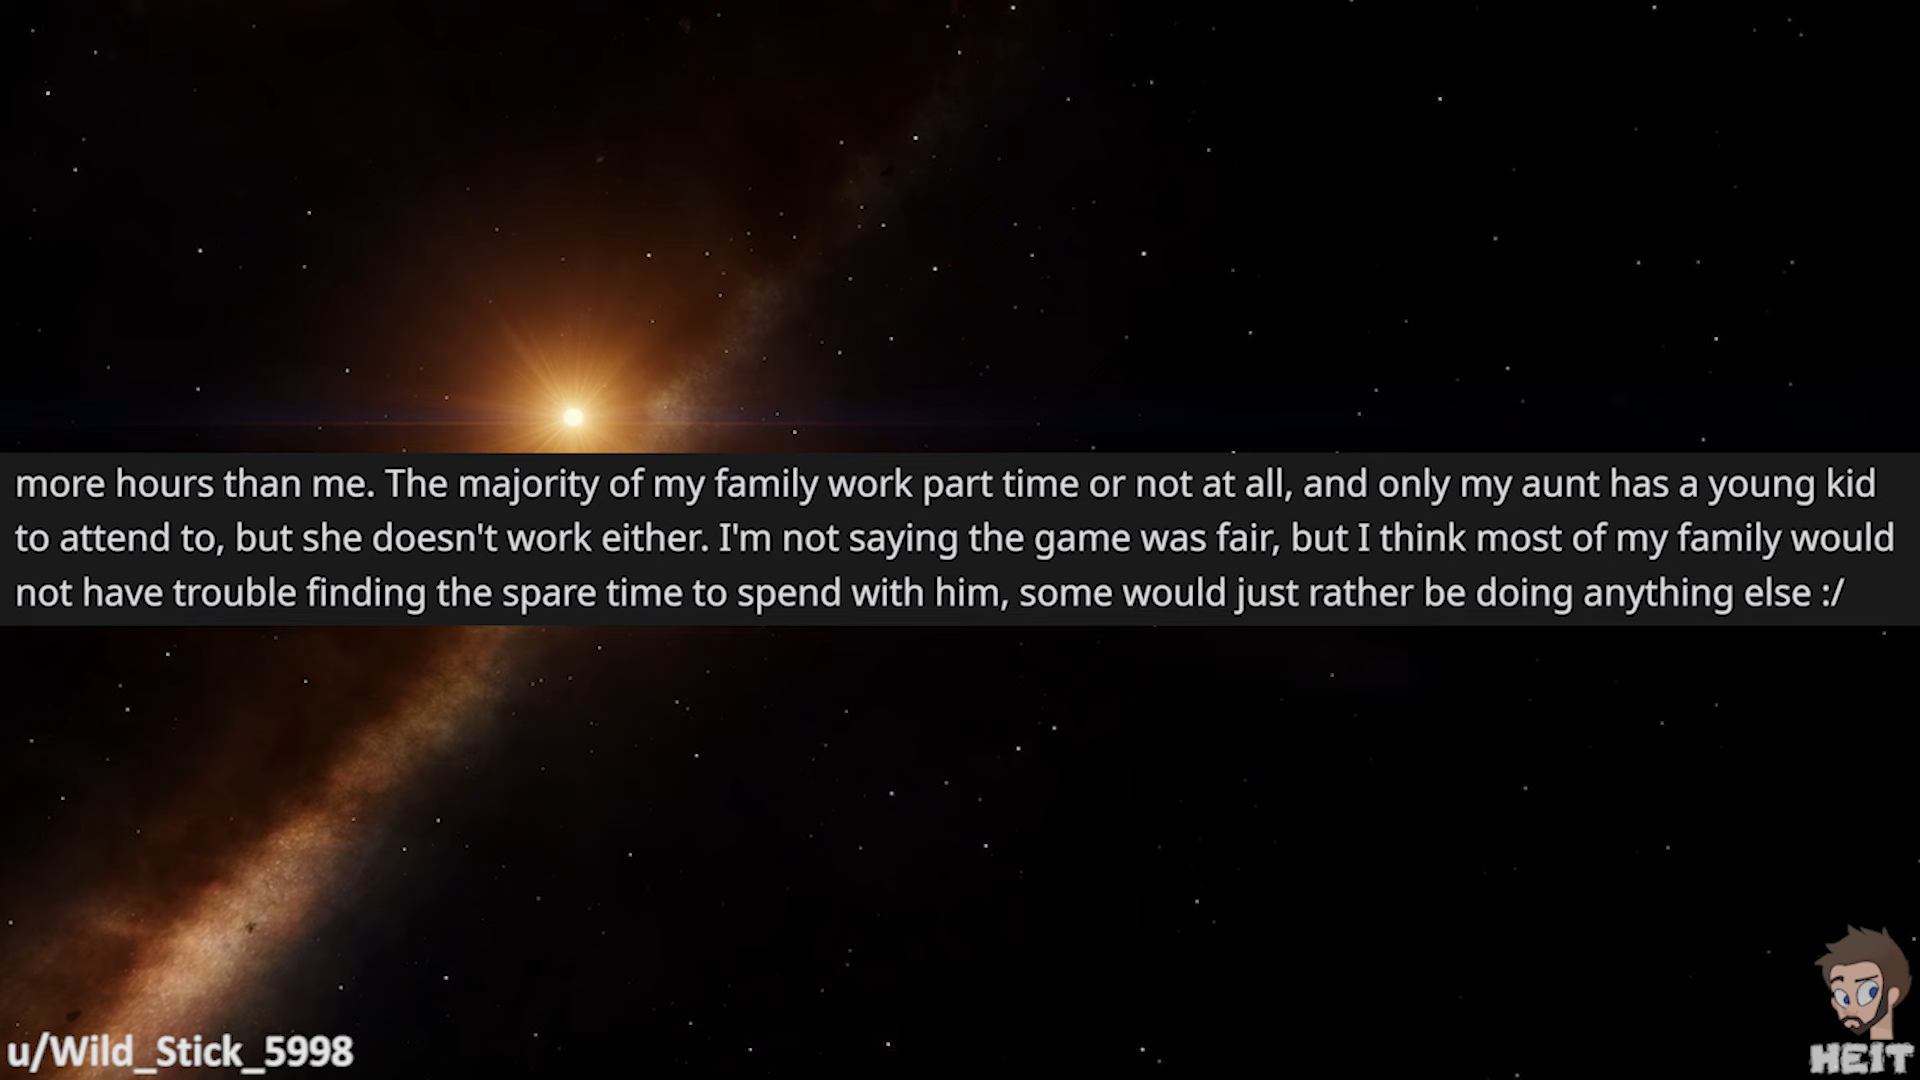 more hours than me. The majority of my family work part time or not at all, and only my aunt has a young kid
to attend to, but she doesn't work either. I'm not saying the game was fair, but I think most of my family would
not have trouble finding the spare time to spend with him, some would just rather be doing anything else :/
u/Wild_Stick_5998
HEIT